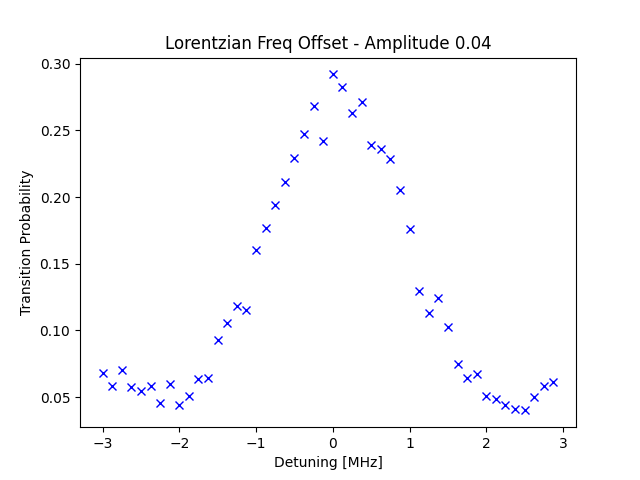 Lorentzian Freq Offset - Amplitude 0.04
Transition Probability
0.30
0.25
0.20
0.15
0.10
0.05
−3 −2 −1 0 1 2 3
Detuning [MHz]